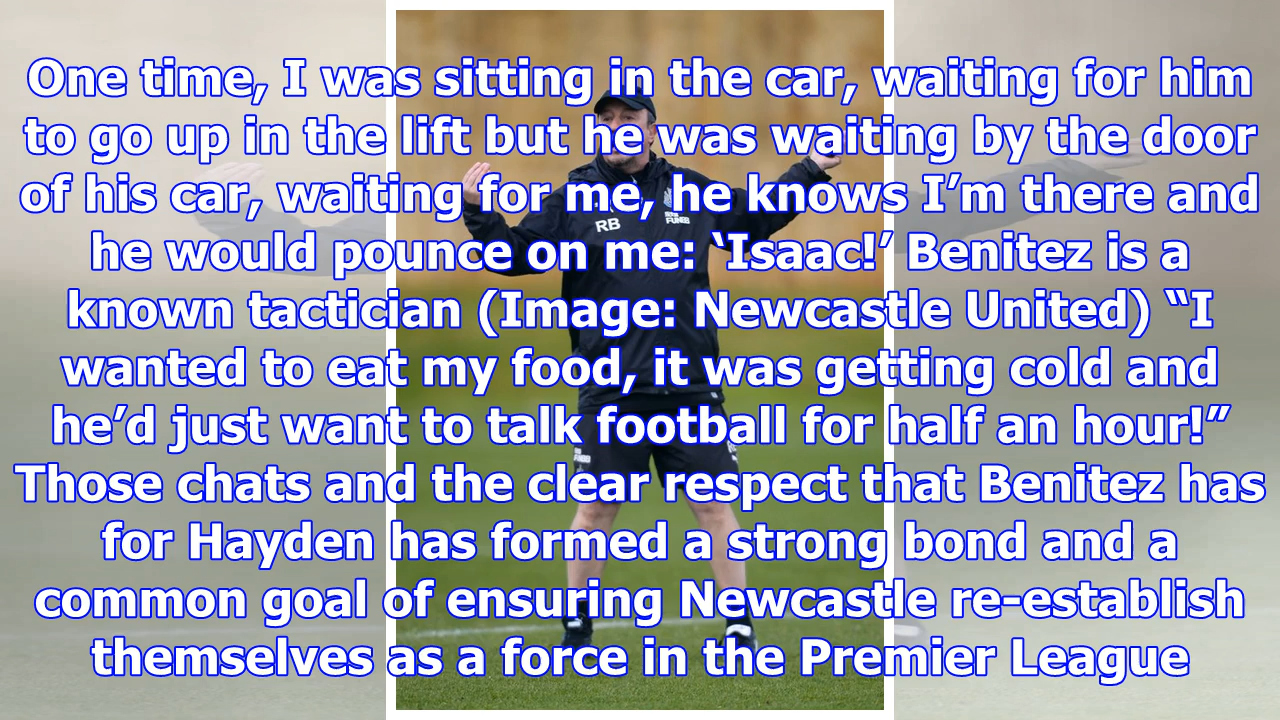 One time, I was sitting in the car, waiting for him
to go up in the lift but he was waiting by the door
of his car, waiting for me, he knows I’m there and
he would pounce on me: ‘Isaac!’ Benitez is a
known tactician (Image: Newcastle United) “I
wanted to eat my food, it was getting cold and
he’d just want to talk football for half an hour!”
Those chats and the clear respect that Benitez has
for Hayden has formed a strong bond and a
common goal of ensuring Newcastle re-establish
themselves as a force in the Premier League
RB